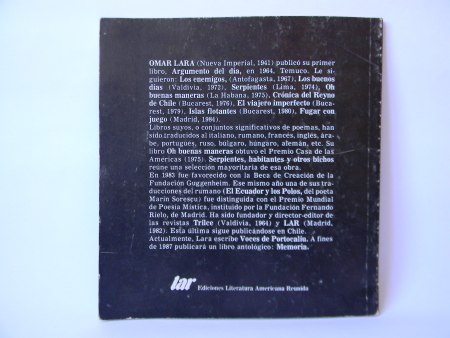 OMAR LARA (Nueva Imperial, 1941) publicó su primer
libro, Argumento del día, en 1964, Temuco. Le si-
guieron: Los enemigos, (Antofagasta, 1967), Los buenos
días (Valdivia, 1972), Serpientes (Lima, 1974), Oh
buenas maneras (La Habana, 1975), Crónica del Reyno
de Chile (Bucarest, 1976), El viajero imperfecto (Buca-
rest, 1979), Islas flotantes (Bucarest, 1980), Fugar con
juego (Madrid, 1984).
Libros suyos, o conjuntos significativos de poemas, han
sido traducidos al italiano, rumano, francés, inglés, ára-
be, portugués, ruso, búlgaro, húngaro, alemán, etc. Su
libro Oh buenas maneras obtuvo el Premio Casa de las
Américas (1975). Serpientes, habitantes y otros bichos
reúne una selección mayoritaria de esa obra.
En 1983 fue favorecido con la Beca de Creación de la
Fundación Guggenheim. Ese mismo año una de sus tra-
ducciones (El Ecuador y los Polos, del poeta
Marin Sorescu) fue distinguida con el Premio Mundial
de Poesía Mística, instituido por la Fundación Fernando
Rielo, de Madrid. Ha sido fundador y director-editor de
las revistas Trilce (Valdivia, 1964) y LAR (Madrid,
1982). Esta última sigue publicándose en Chile.
Actualmente, Lara escribe Voces de Portocaliu. A fines
de 1987 publicará un libro antológico: Memoria.
lar Ediciones Literatura Americana Reunida